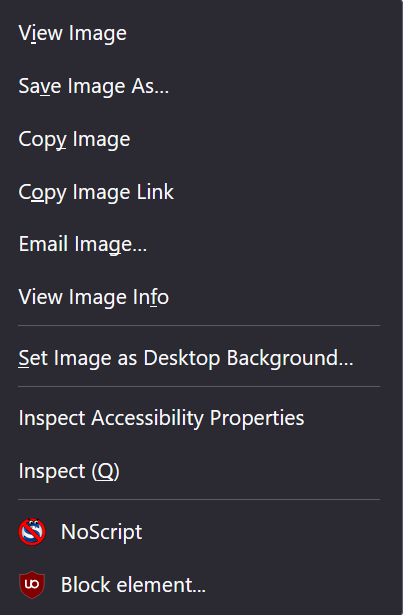 View Image
Save Image As...
Copy Image
Copy Image Link
Email Image...
View Image Info
Set Image as Desktop Background...
Inspect Accessibility Properties
Inspect (Q)
NoScript
UO
Block element...